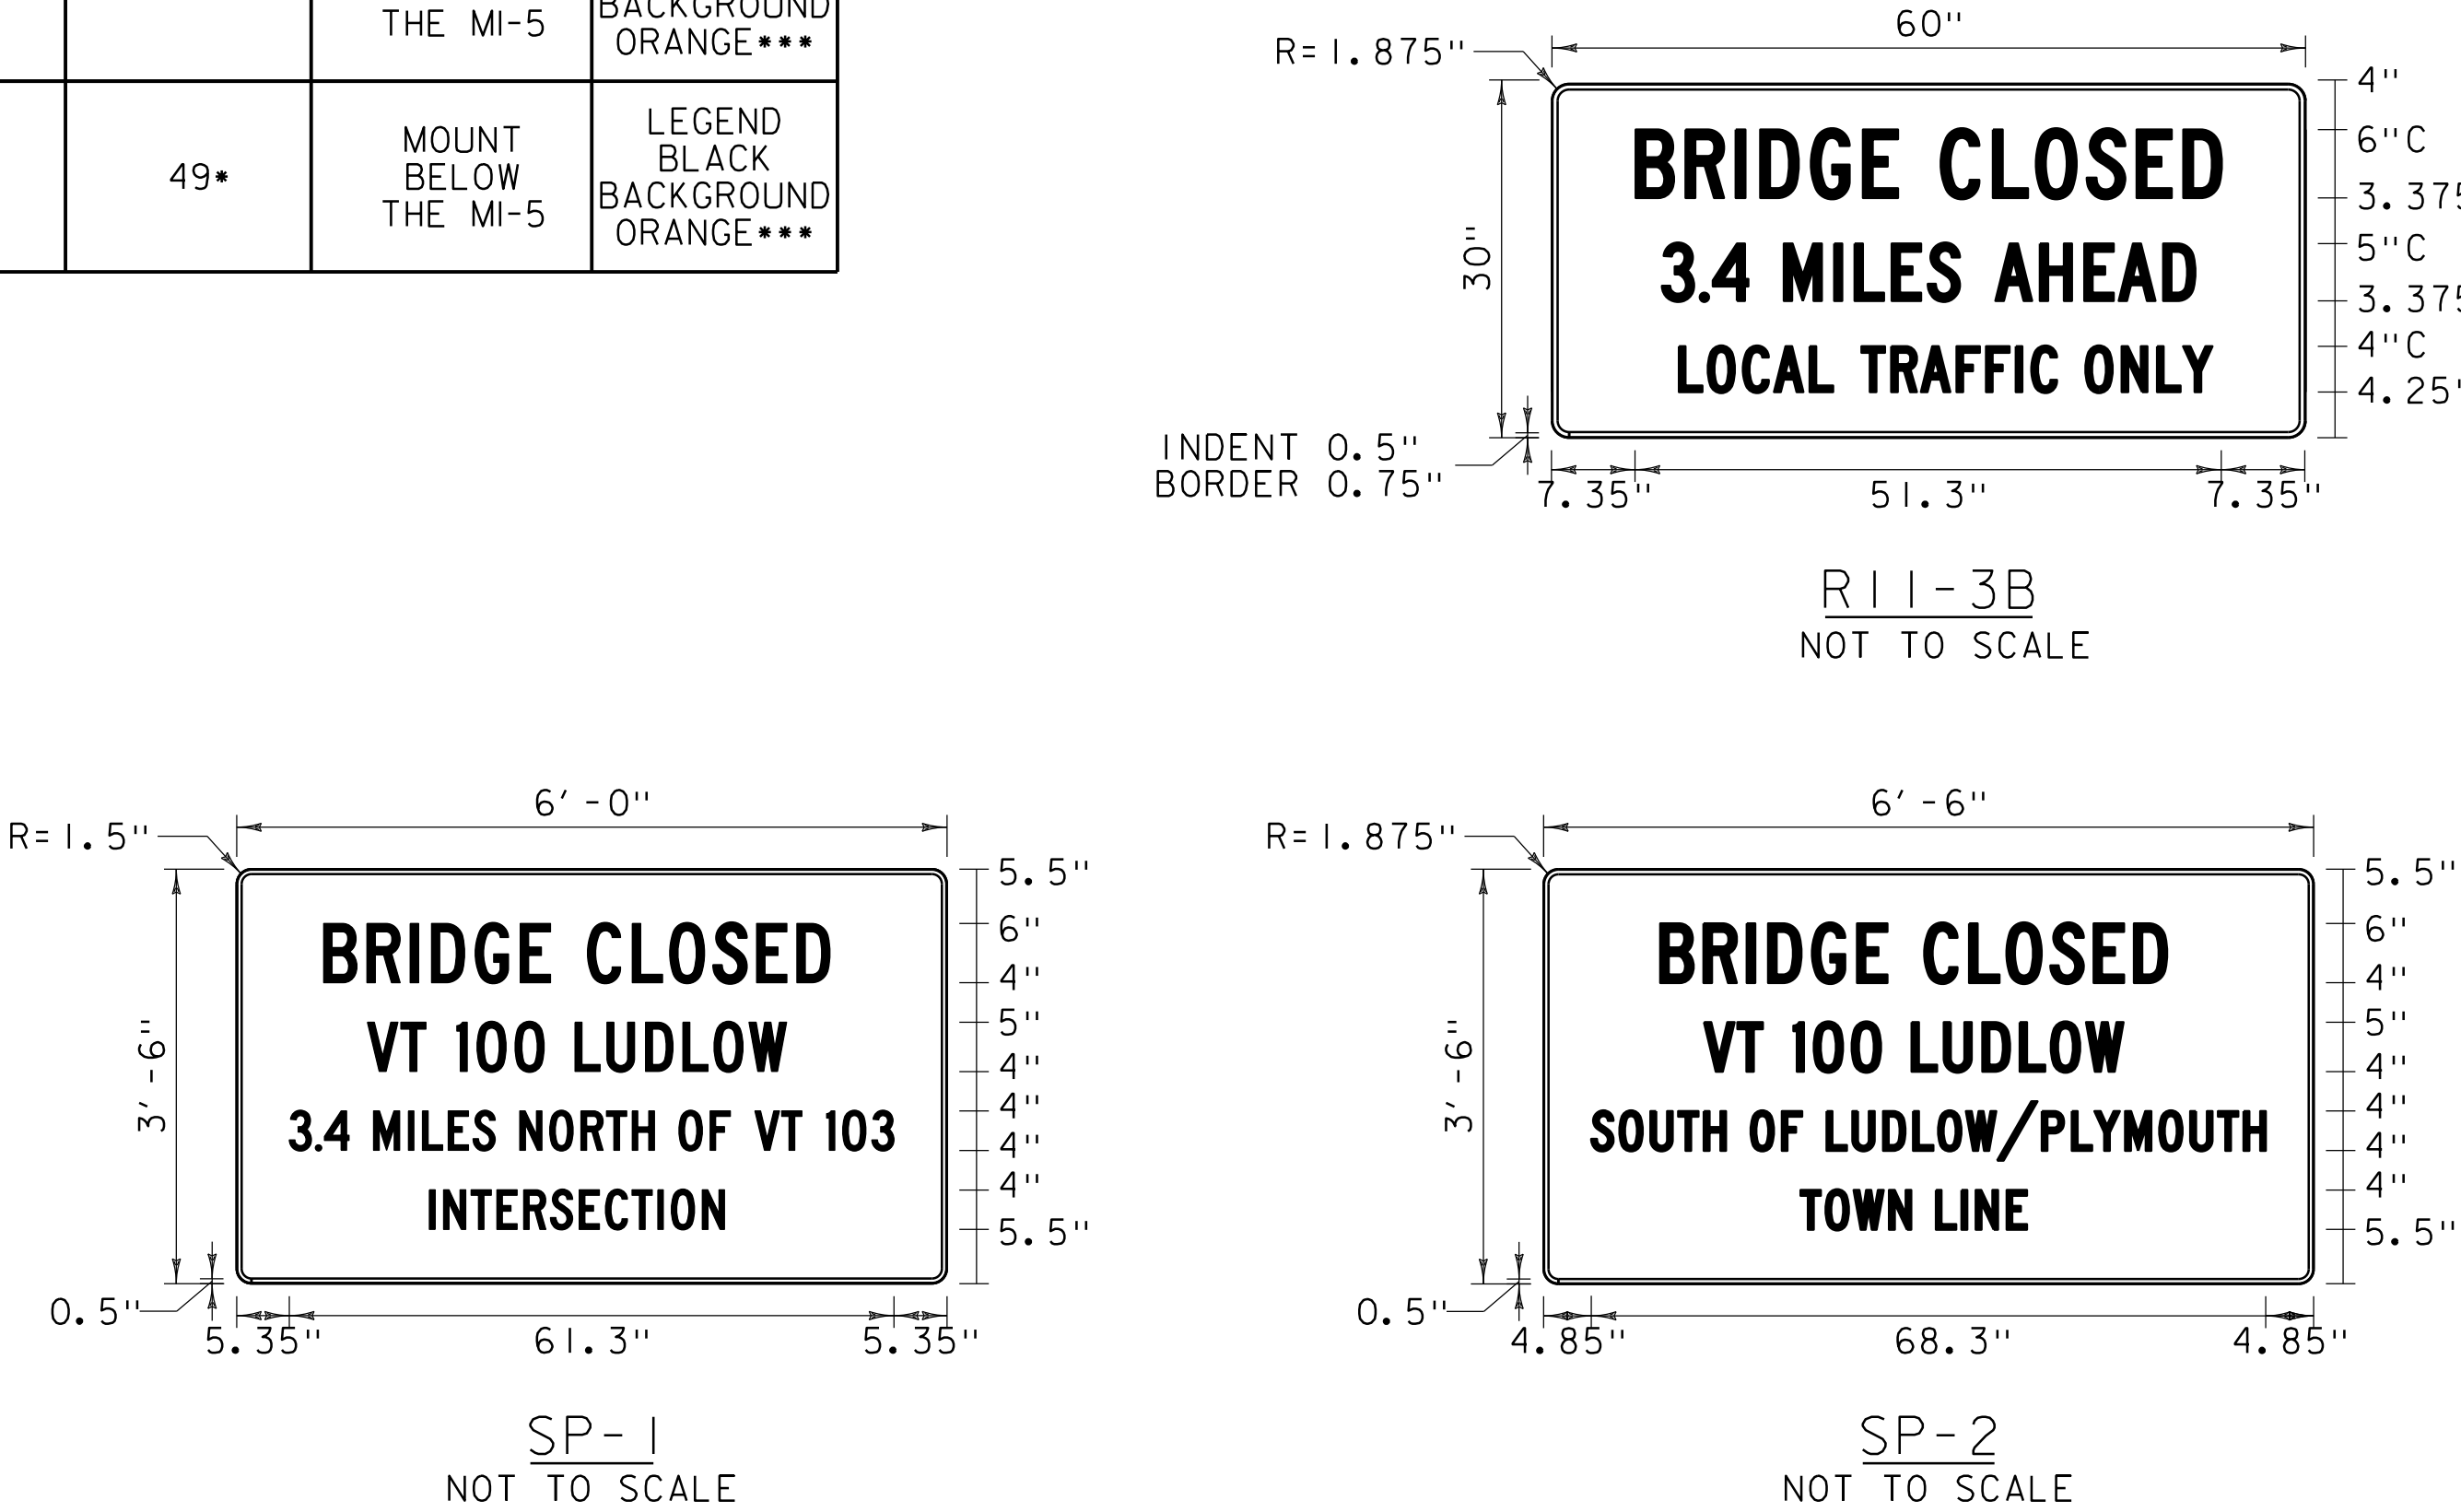 THE MI-5
BACKGROUND
ORANGE***
49*
MOUNT
BELOW
THE MI-5
LEGEND
BLACK
BACKGROUND
ORANGE***
60"
R=1.875"
30"
BRIDGE CLOSED
3.4 MILES AHEAD
LOCAL TRAFFIC ONLY
4"
6"C
3.375
5"C
3.375
4"C
4.25"
INDENT 0.5"
BORDER 0.75"
7.35"
51.3"
7.35"
R11-3B
NOT TO SCALE
6'-0"
R=1.5"
3'-6"
BRIDGE CLOSED
VT 100 LUDLOW
3.4 MILES NORTH OF VT 103
INTERSECTION
5.5"
6"
4"
5"
4"
4"
4"
4"
5.5"
0.5"
5.35"
61.3"
5.35"
SP-1
NOT TO SCALE
6'-6"
R=1.875"
3'-6"
BRIDGE CLOSED
VT 100 LUDLOW
SOUTH OF LUDLOW/PLYMOUTH
TOWN LINE
5.5"
6"
4"
5"
4"
4"
4"
4"
5.5"
0.5"
4.85"
68.3"
4.85"
SP-2
NOT TO SCALE